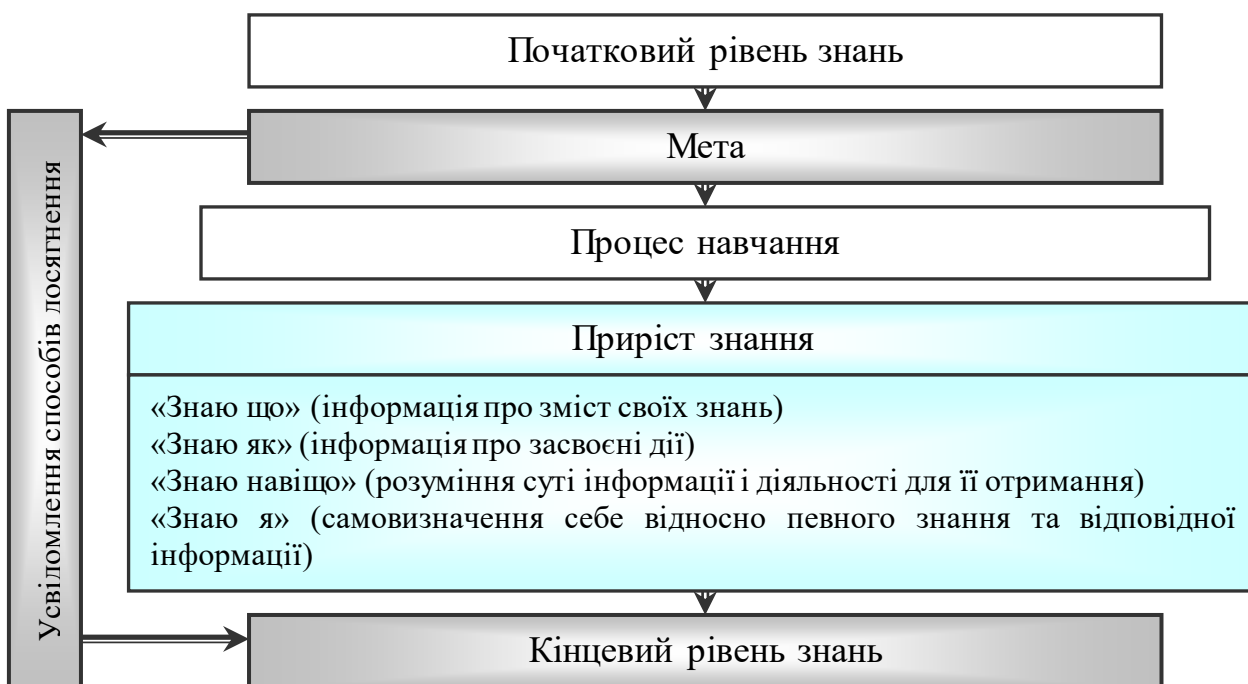 Початковий рівень знань
Мета
Усвідомлення способів досягнення
Процес навчання
Приріст знання
«Знаю що» (інформація про зміст своїх знань)
«Знаю як» (інформація про засвоєні дії)
«Знаю навіщо» (розуміння суті інформації і діяльності для її отримання)
«Знаю я» (самовизначення себе відносно певного знання та відповідної
інформації)
Кінцевий рівень знань